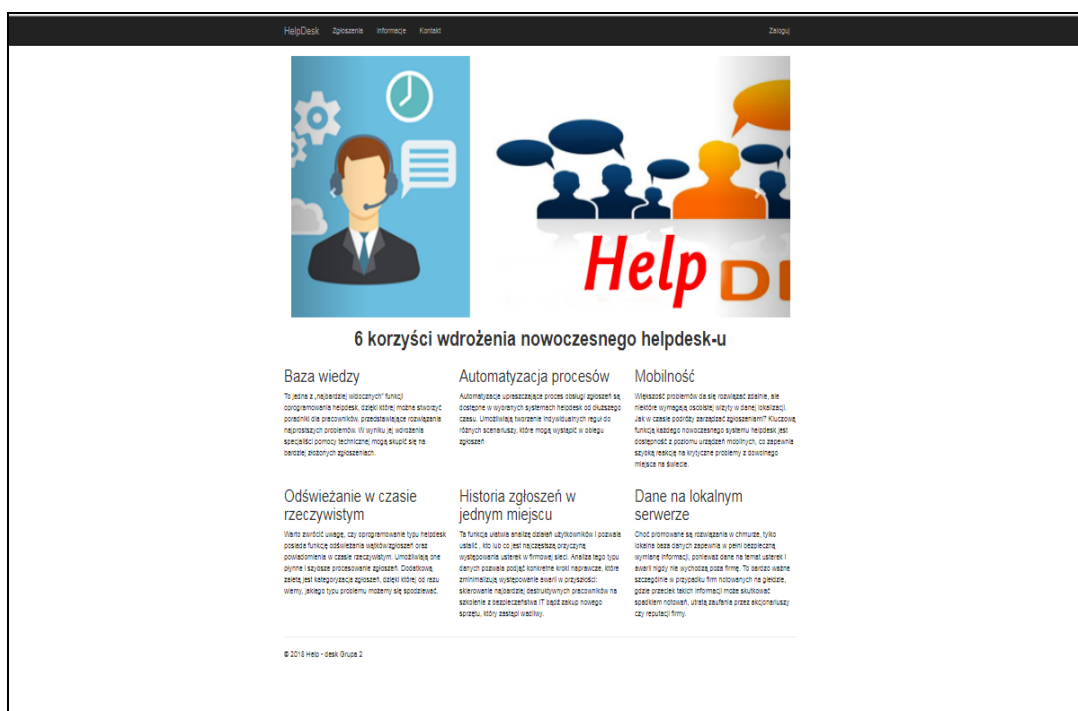 HelpDesk Zgłoszenia Informacje Kontakt Zaloguj
Help DE
6 korzyści wdrożenia nowoczesnego helpdesk-u
Baza wiedzy
To jedna z „najbardziej widocznych” funkcji
oprogramowania helpdesk, dzięki której można stworzyć
poradniki dla pracowników, przedstawiające rozwiązania
najprostszych problemów. W wyniku jej wdrożenia
specjaliści pomocy technicznej mogą skupić się na
bardziej złożonych zgłoszeniach.
Automatyzacja procesów
Automatyzacje upraszczające proces obsługi zgłoszeń są
dostępne w wybranych systemach helpdesk od dłuższego
czasu. Umożliwiają tworzenie indywidualnych reguł do
różnych scenariuszy, które mogą wystąpić w obiegu
zgłoszeń
Mobilność
Większość problemów da się rozwiązać zdalnie, ale
niektóre wymagają osobistej wizyty w danej lokalizacji.
Jak w czasie podróży zarządzać zgłoszeniami? Kluczową
funkcją każdego nowoczesnego systemu helpdesk jest
dostępność z poziomu urządzeń mobilnych, co zapewnia
szybką reakcję na krytyczne problemy z dowolnego
miejsca na świecie.
Odświeżanie w czasie
rzeczywistym
Warto zwrócić uwagę, czy oprogramowanie typu helpdesk
posiada funkcję odświeżania wątków/zgłoszeń oraz
powiadomienia w czasie rzeczywistym. Umożliwiają one
płynne i szybsze procesowanie zgłoszeń. Dodatkową
zaletą jest kategoryzacja zgłoszeń, dzięki której od razu
wiemy, jakiego typu problemu możemy się spodziewać.
Historia zgłoszeń w
jednym miejscu
Ta funkcja ułatwia analizę działań użytkowników i pozwala
ustalić , kto lub co jest najczęstszą przyczyną
występowania usterek w firmowej sieci. Analiza tego typu
danych pozwala podjąć konkretne kroki naprawcze, które
zminimalizują występowanie awarii w przyszłości:
skierowanie najbardziej destruktywnych pracowników na
szkolenie z bezpieczeństwa IT bądź zakup nowego
sprzętu, który zastąpi wadliwy.
Dane na lokalnym
serwerze
Choć promowane są rozwiązania w chmurze, tylko
lokalna baza danych zapewnia w pełni bezpieczną
wymianę informacji, ponieważ dane na temat usterek i
awarii nigdy nie wychodzą poza firmę. To bardzo ważne
szczególnie w przypadku firm notowanych na giełdzie,
gdzie przeciek takich informacji może skutkować
spadkiem notowań, utratą zaufania przez akcjonariuszy
czy reputacji firmy.
© 2018 Help - desk Grupa 2